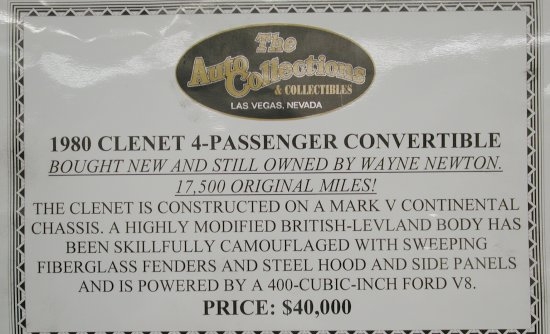 The
Auto Collections
& COLLECTIBLES
LAS VEGAS, NEVADA
1980 CLENET 4-PASSENGER CONVERTIBLE
BOUGHT NEW AND STILL OWNED BY WAYNE NEWTON.
17,500 ORIGINAL MILES!
THE CLENET IS CONSTRUCTED ON A MARK V CONTINENTAL
CHASSIS. A HIGHLY MODIFIED BRITISH-LEVLAND BODY HAS
BEEN SKILLFULLY CAMOUFLAGED WITH SWEEPING
FIBERGLASS FENDERS AND STEEL HOOD AND SIDE PANELS
AND IS POWERED BY A 400-CUBIC-INCH FORD V8.
PRICE: $40,000